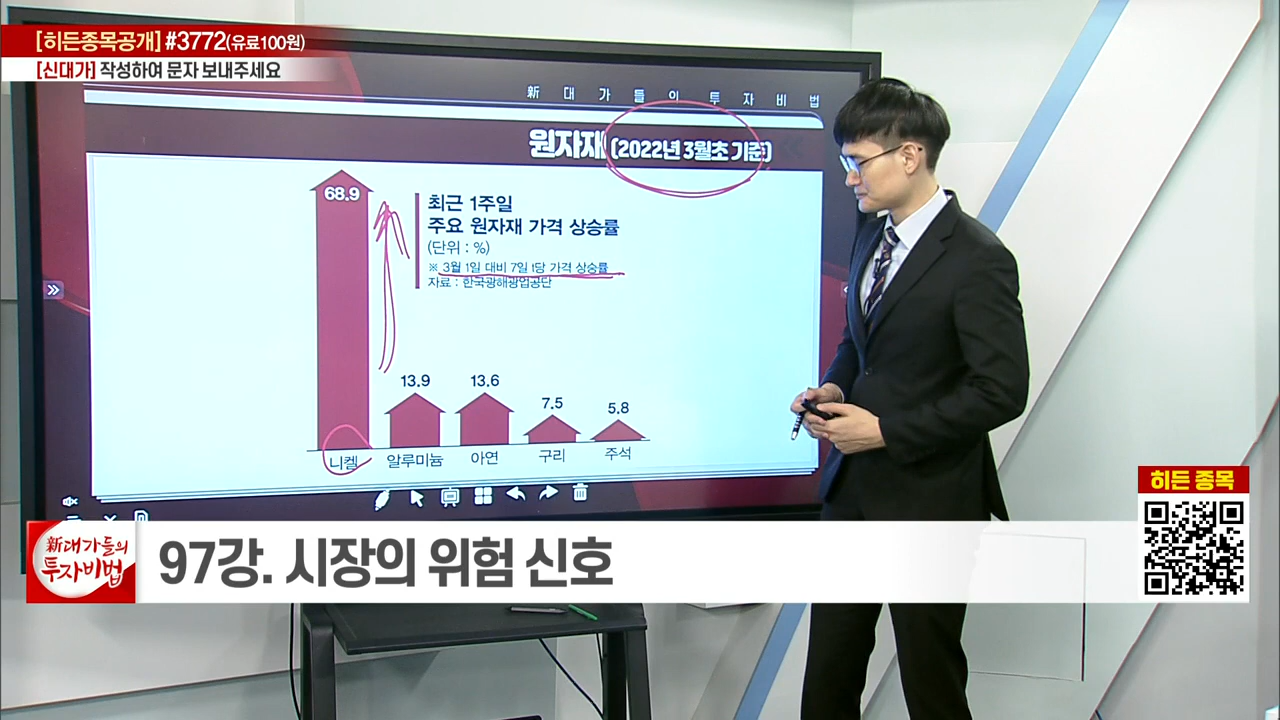 [히든종목공개] #3772(유료100원)
[신대가] 작성하여 문자 보내주세요
新 대 가 들 의 투 자 비 법
원자재 (2022년 3월초 기준)
68.9
최근 1주일
주요 원자재 가격 상승률
(단위 : %)
※ 3월 1일 대비 7일 t당 가격 상승률
자료 : 한국광해광업공단
13.9
13.6
7.5
5.8
니켈
알루미늄
아연
구리
주석
히든 종목
新대가들의
투자비법
97강. 시장의 위험 신호